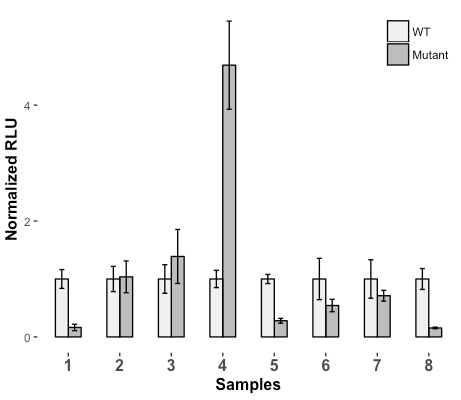 WT
Mutant
Normalized RLU
4
2
0
1 2 3 4 5 6 7 8
Samples